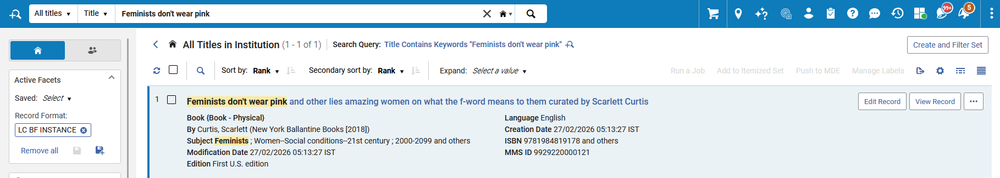 All titles Title Feminists don't wear pink 99+ 5
All Titles in Institution (1 - 1 of 1) Search Query: Title Contains Keywords "Feminists don't wear pink" Create and Filter Set
Sort by: Rank Secondary sort by: Rank Expand: Select a value Run a Job Add to Itemized Set Push to MDE Manage Labels
Active Facets
Saved: Select
Record Format:
LC BF INSTANCE
Remove all
1 Feminists don't wear pink and other lies amazing women on what the f-word means to them curated by Scarlett Curtis Edit Record View Record
Book {Book - Physical}
By Curtis, Scarlett (New York Ballantine Books [2018])
Subject Feminists ; Women--Social conditions--21st century ; 2000-2099 and others
Modification Date 27/02/2026 05:13:27 IST
Edition First U.S. edition
Language English
Creation Date 27/02/2026 05:13:27 IST
ISBN 9781984819178 and others
MMS ID 9929220000121